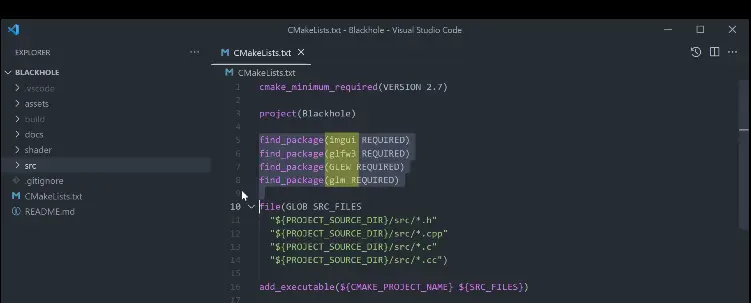 CMakeLists.txt - Blackhole - Visual Studio Code
EXPLORER
CMakeLists.txt
BLACKHOLE
CMakeLists.txt
.vscode
1 cmake_minimum_required(VERSION 2.7)
assets
build
3 project(Blackhole)
docs
shader
5 find_package(imgui REQUIRED)
src
6 find_package(glfw3 REQUIRED)
.gitignore
7 find_package(GLEW REQUIRED)
CMakeLists.txt
8 find_package(glm REQUIRED)
README.md
9
10 file(GLOB SRC_FILES
11 "${PROJECT_SOURCE_DIR}/src/*.h"
12 "${PROJECT_SOURCE_DIR}/src/*.cpp"
13 "${PROJECT_SOURCE_DIR}/src/*.c"
14 "${PROJECT_SOURCE_DIR}/src/*.cc")
15
16 add_executable(${CMAKE_PROJECT_NAME} ${SRC_FILES})
17